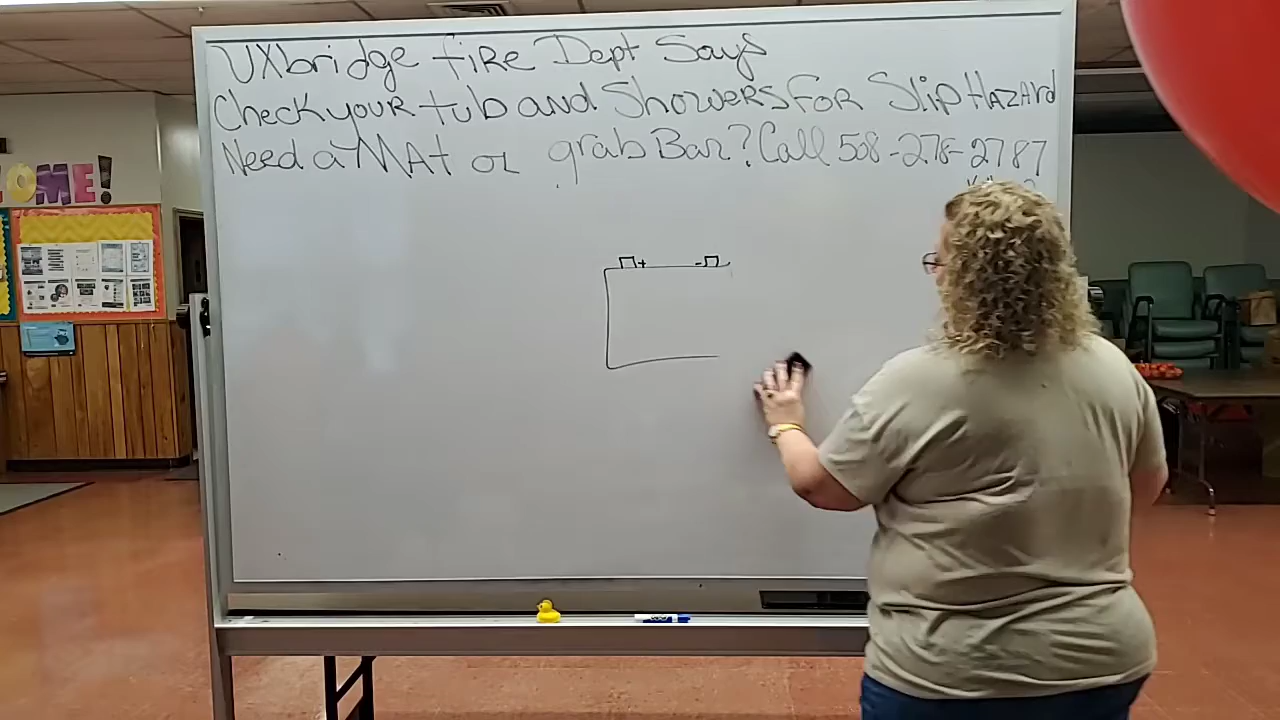 OME!
UXbridge fire Dept Says
Check your tub and Showers For Slip Hazard
Need a MAt or grab Bar? Call 508-278-2787
+ -